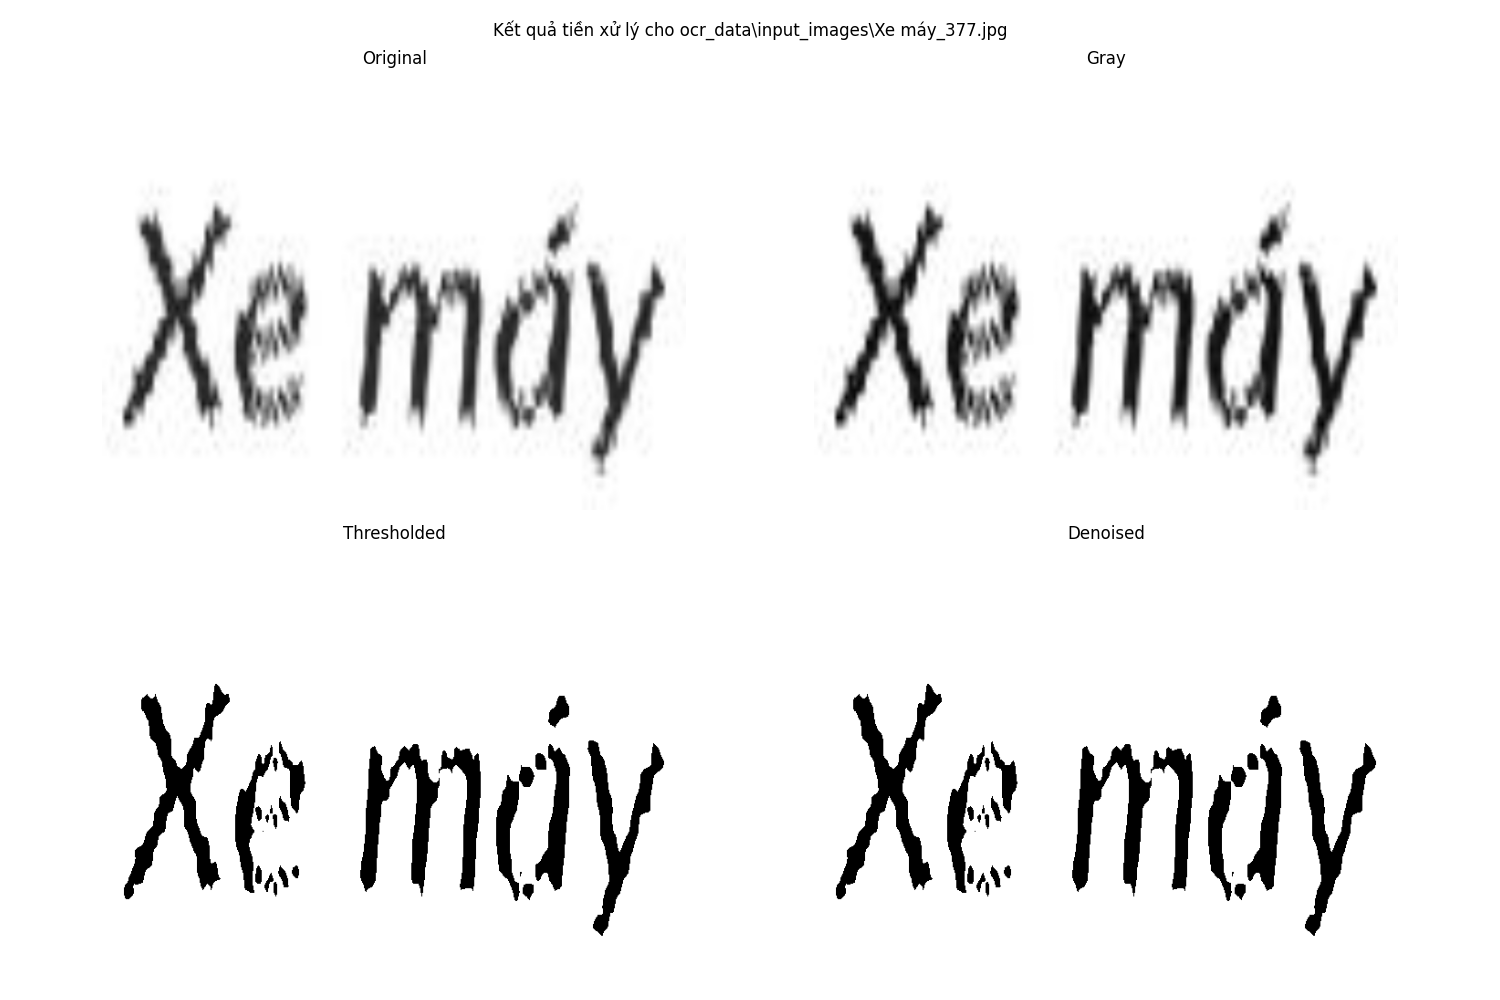 Kết quả tiền xử lý cho ocr_data\input_images\Xe máy_377.jpg
Original
Gray
Xe máy
Xe máy
Thresholded
Denoised
Xe máy
Xe máy